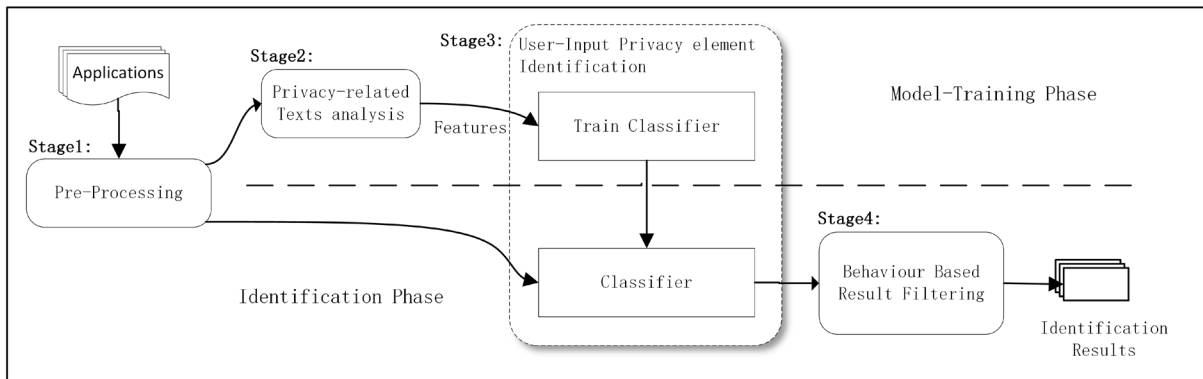 Applications
Stage1:
Pre-Processing
Stage2:
Privacy-related
Texts analysis
Features
Stage3:
User-Input Privacy element
Identification
Train Classifier
Model-Training Phase
Identification Phase
Classifier
Stage4:
Behaviour Based
Result Filtering
Identification
Results